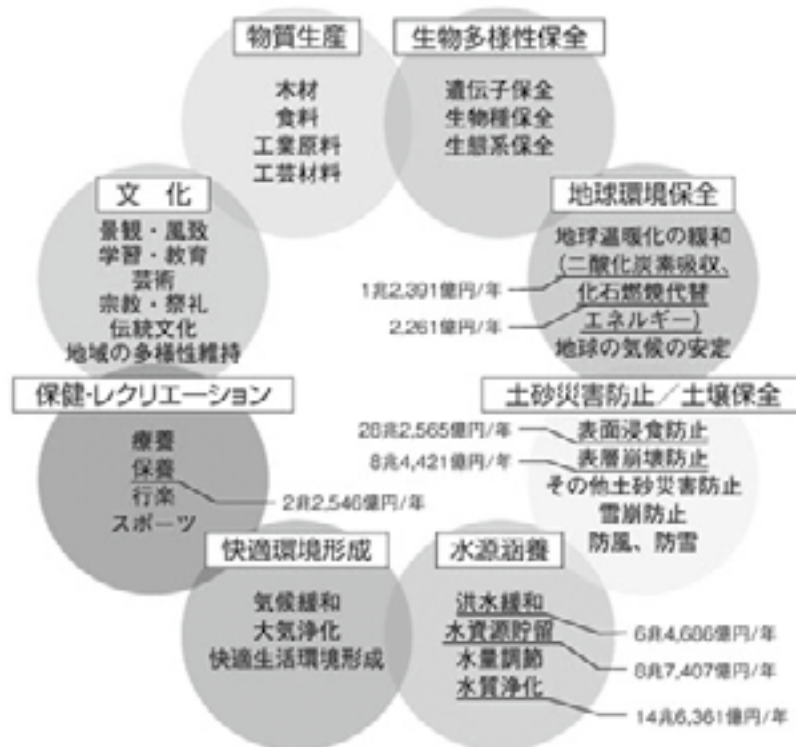 物質生産
木材
食料
工業原料
工芸材料
生物多様性保全
遺伝子保全
生物種保全
生態系保全
文 化
景観・風致
学習・教育
芸術
宗教・祭礼
伝統文化
地域の多様性維持
地球環境保全
地球温暖化の緩和
(二酸化炭素吸収、
化石燃焼代替
エネルギー)
地球の気候の安定
1兆2,391億円/年
2,261億円/年
保健・レクリエーション
療養
保養
行楽
スポーツ
2兆2,546億円/年
土砂災害防止/土壌保全
表面浸食防止
表層崩壊防止
その他土砂災害防止
雪崩防止
防風、防雪
28兆2,565億円/年
8兆4,421億円/年
快適環境形成
気候緩和
大気浄化
快適生活環境形成
水源涵養
洪水緩和
水資源貯留
水量調節
水質浄化
6兆4,686億円/年
8兆7,407億円/年
14兆6,361億円/年